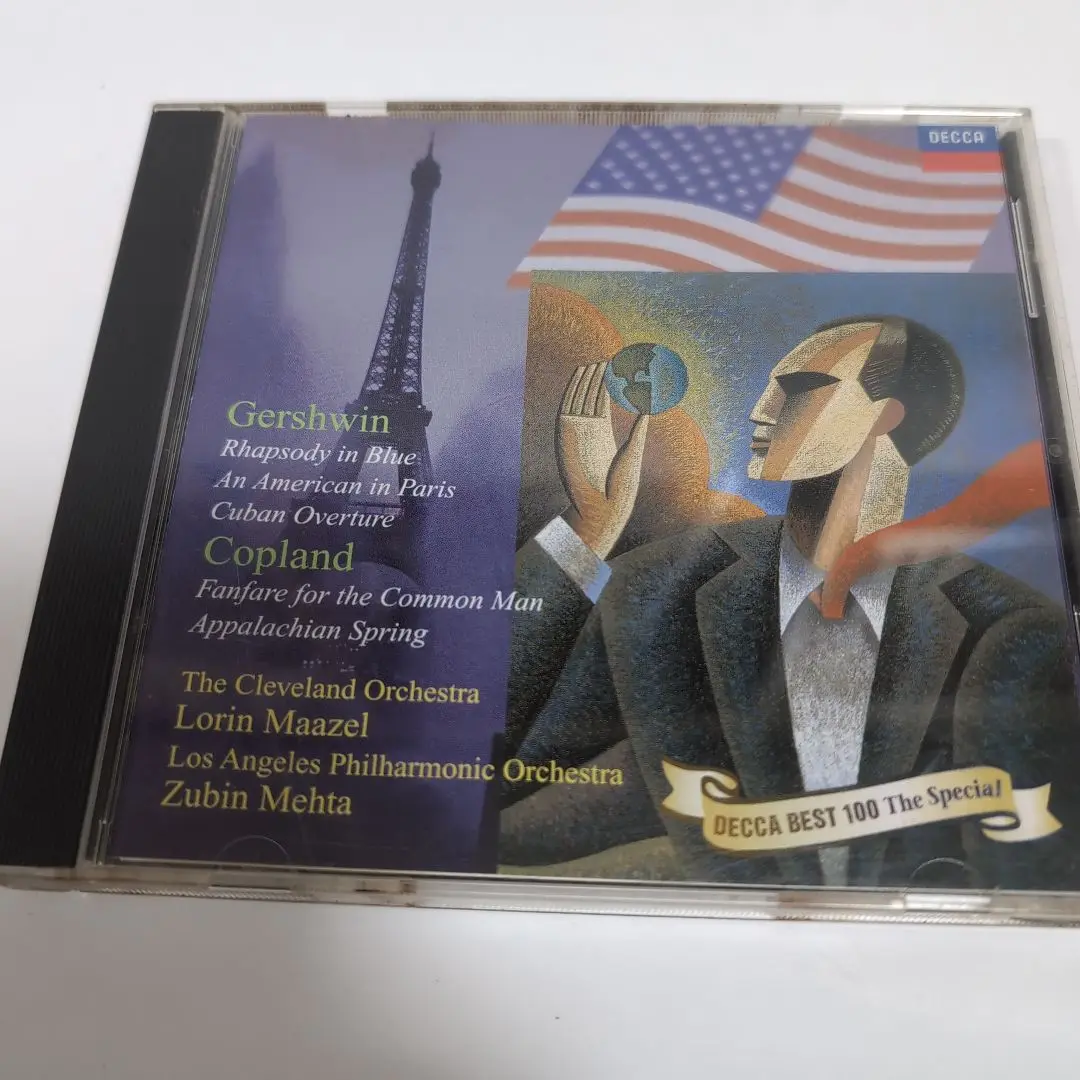 DECCA
Gershwin
Rhapsody in Blue
An American in Paris
Cuban Overture
Copland
Fanfare for the Common Man
Appalachian Spring
The Cleveland Orchestra
Lorin Maazel
Los Angeles Philharmonic Orchestra
Zubin Mehta
DECCA BEST 100 The Special